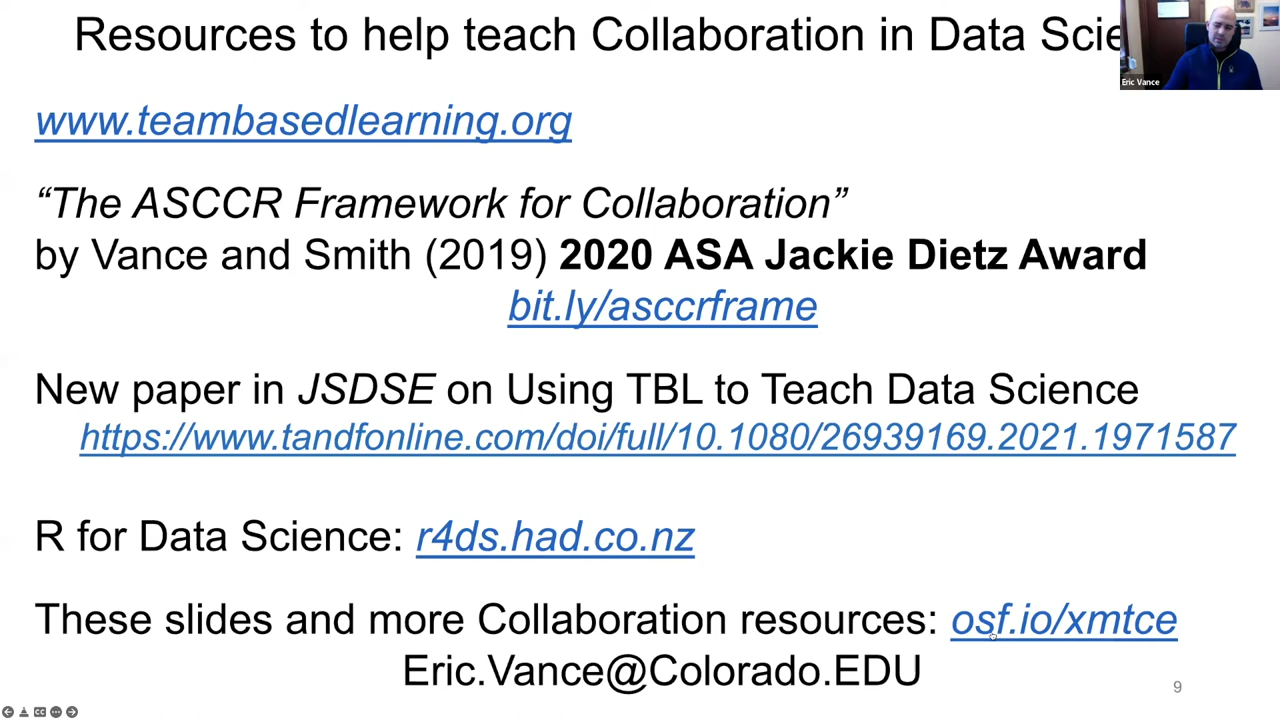 Resources to help teach Collaboration in Data Scie
Eric Vance
www.teambasedlearning.org
“The ASCCR Framework for Collaboration”
by Vance and Smith (2019) 2020 ASA Jackie Dietz Award
bit.ly/asccrframe
New paper in JSDSE on Using TBL to Teach Data Science
https://www.tandfonline.com/doi/full/10.1080/26939169.2021.1971587
R for Data Science: r4ds.had.co.nz
These slides and more Collaboration resources: osf.io/xmtce
Eric.Vance@Colorado.EDU
9